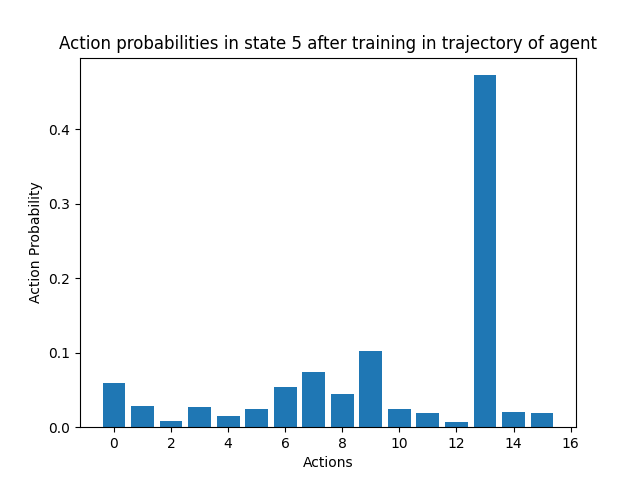 Action probabilities in state 5 after training in trajectory of agent
0.4
0.3
0.2
0.1
0.0
Action Probability
0 2 4 6 8 10 12 14 16
Actions